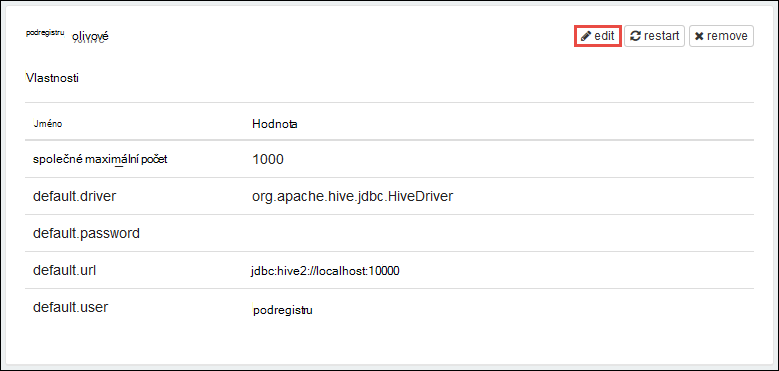 podregistru olivové edit restart remove
Vlastnosti
Jméno Hodnota
společné maximální počet 1000
default.driver org.apache.hive.jdbc.HiveDriver
default.password
default.url jdbc:hive2://localhost:10000
default.user podregistru